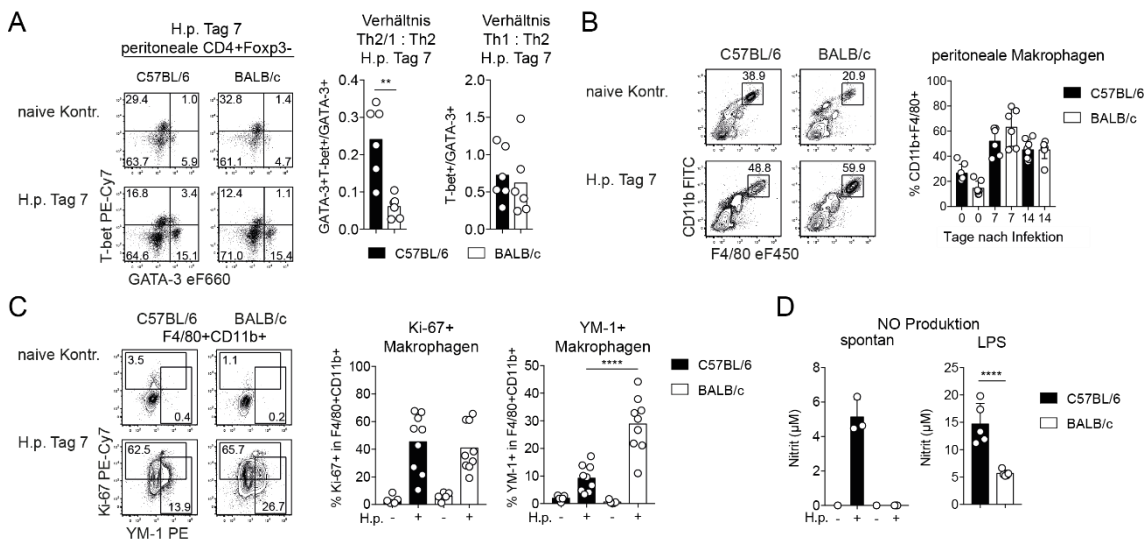 A
H.p. Tag 7
peritoneale CD4+Foxp3-
C57BL/6
BALB/c
naive Kontr.
29.4
1.0
32.8
1.4
63.7
5.9
61.1
4.7
H.p. Tag 7
16.8
3.4
12.4
1.1
64.6
15.1
71.0
15.4
T-bet PE-Cy7
GATA-3 eF660
Verhältnis
Th2/1 : Th2
H.p. Tag 7
GATA-3+T-bet+/GATA-3+
0.4
0.3
0.2
0.1
0.0
**
Verhältnis
Th1 : Th2
H.p. Tag 7
T-bet+/GATA-3+
2.0
1.5
1.0
0.5
0.0
C57BL/6
BALB/c
B
C57BL/6
BALB/c
naive Kontr.
38.9
20.9
H.p. Tag 7
48.8
59.9
CD11b FITC
F4/80 eF450
peritoneale Makrophagen
% CD11b+F4/80+
100
80
60
40
20
0
0
7
7
14
14
Tage nach Infektion
C57BL/6
BALB/c
C
C57BL/6
BALB/c
F4/80+CD11b+
naive Kontr.
3.5
0.4
1.1
0.2
H.p. Tag 7
62.5
13.9
65.7
26.7
Ki-67 PE-Cy7
YM-1 PE
Ki-67+
Makrophagen
% Ki-67+ in F4/80+CD11b+
100
80
60
40
20
0
H.p. - + - +
YM-1+
Makrophagen
% YM-1+ in F4/80+CD11b+
50
40
30
20
10
0
****
H.p. - + - +
C57BL/6
BALB/c
D
NO Produktion
spontan
Nitrit (µM)
8
6
4
2
0
H.p. - + - +
LPS
Nitrit (µM)
25
20
15
10
5
0
****
C57BL/6
BALB/c